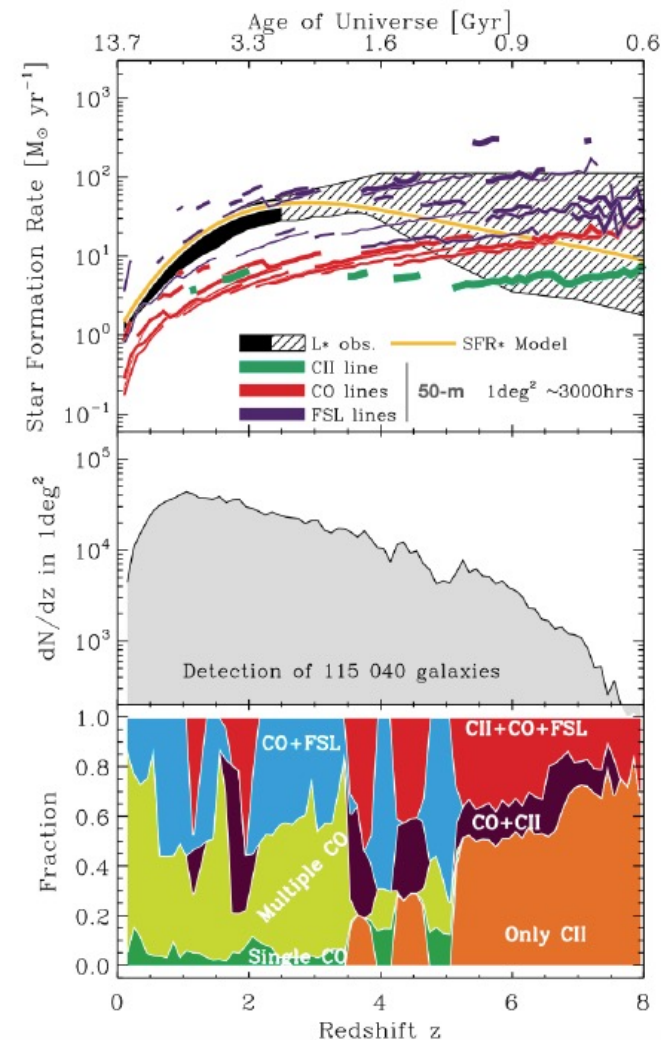 Age of Universe [Gyr]
13.7 3.3 1.6 0.9 0.6
Star Formation Rate [M⊙ yr⁻¹]
10³
10²
10¹
10⁰
10⁻¹
L* obs. SFR* Model
CII line
CO lines 50-m 1deg² ~3000hrs
FSL lines
dN/dz in 1deg²
10⁵
10⁴
10³
Detection of 115 040 galaxies
Fraction
1.0
0.8
0.6
0.4
0.2
0.0
CO+FSL
CII+CO+FSL
CO+CII
Multiple CO
Only CII
Single CO
0 2 4 6 8
Redshift z